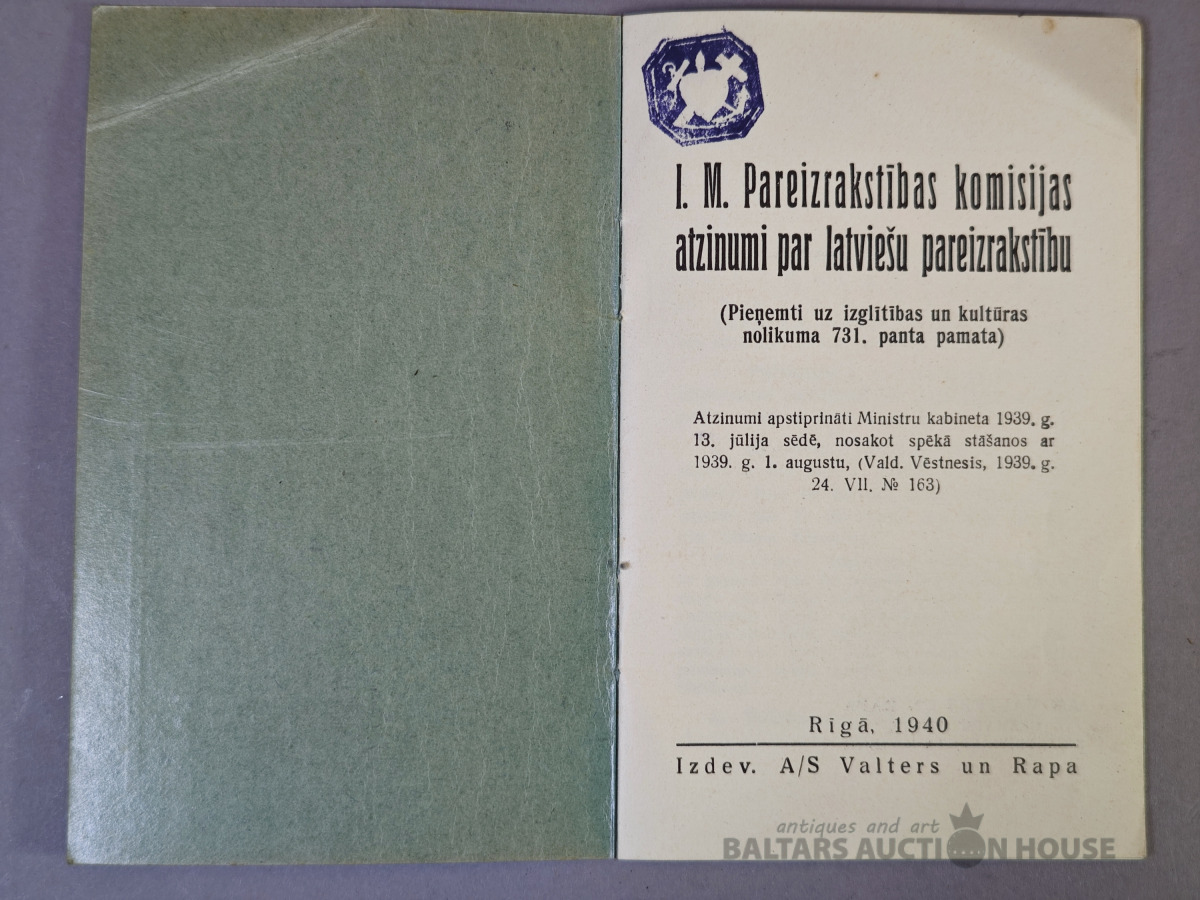 I. M. Pareizrakstības komisijas
atzinumi par latviešu pareizrakstību
(Pieņemti uz izglītības un kultūras
nolikuma 731. panta pamata)
Atzinumi apstiprināti Ministru kabineta 1939. g.
13. jūlija sēdē, nosakot spēkā stāšanos ar
1939. g. 1. augustu, (Vald. Vēstnesis, 1939. g.
24. VII. № 163)
Rīgā, 1940
Izdev. A/S Valters un Rapa
antiques and art
BALTARS AUCTION HOUSE